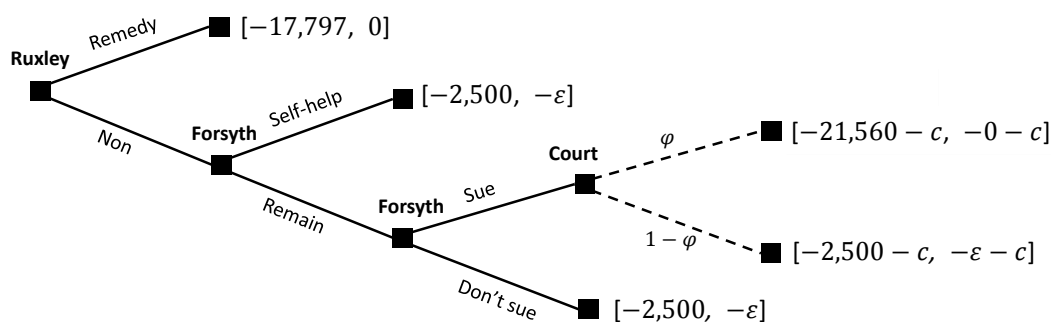 Remedy
[−17,797, 0]
Ruxley
Non
Self-help
[−2,500, −ε]
Forsyth
Remain
Forsyth
Sue
Court
φ
[−21,560 − c, −0 − c]
1 − φ
[−2,500 − c, −ε − c]
Don't sue
[−2,500, −ε]